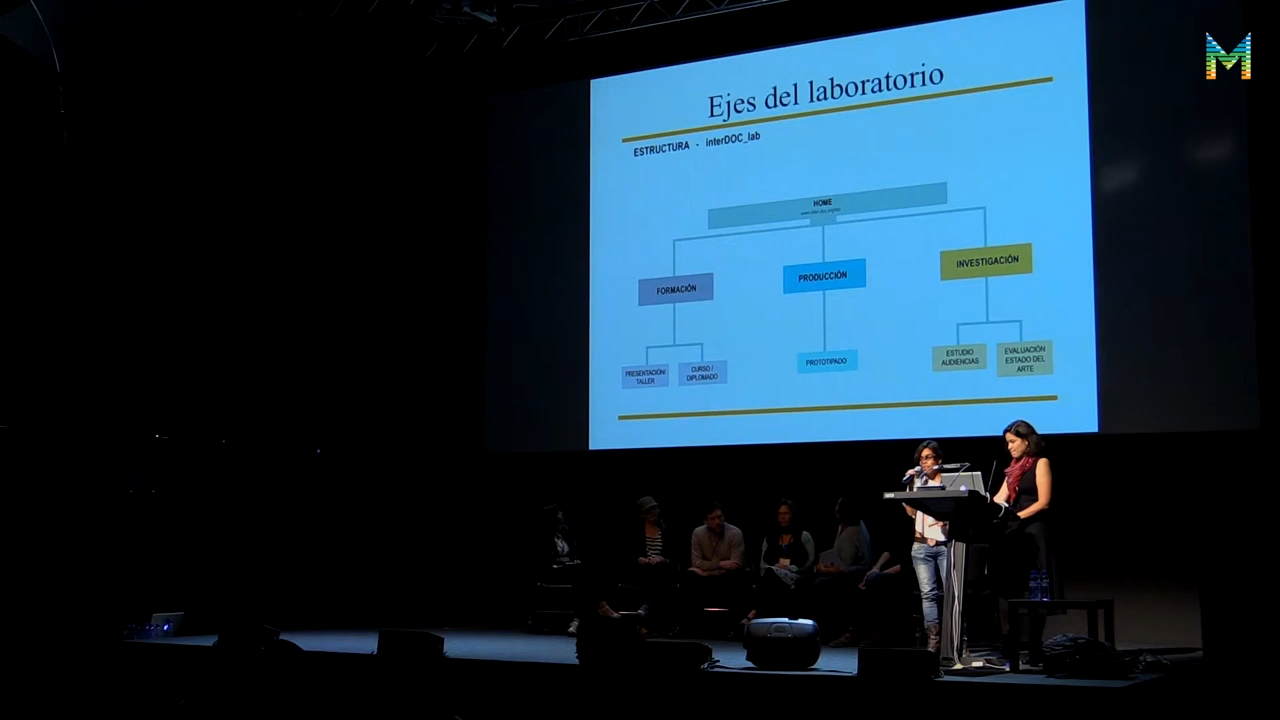 Ejes del laboratorio
ESTRUCTURA - interDOC_lab
HOME
FORMACIÓN
PRODUCCIÓN
INVESTIGACIÓN
PRESENTACIÓN/
TALLER
CURSO /
DIPLOMADO
PROTOTIPADO
ESTUDIO
AUDIENCIAS
EVALUACIÓN
ESTADO DEL
ARTE
M